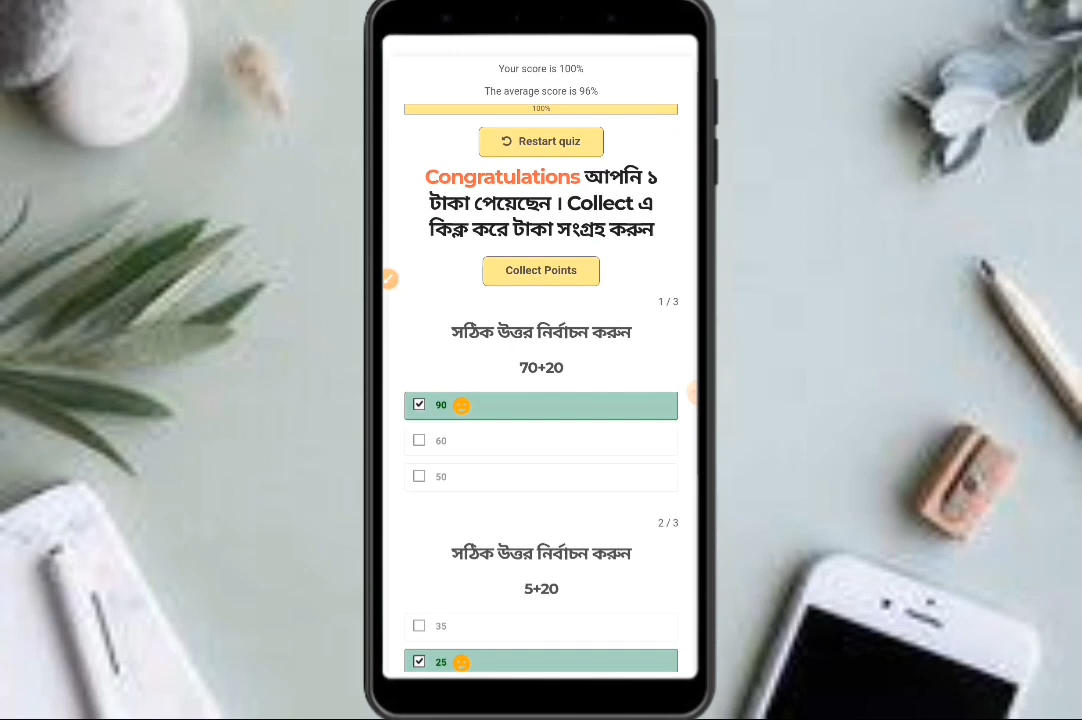 Your score is 100%
The average score is 96%
100%
Restart quiz
Congratulations আপনি ১
টাকা পেয়েছেন । Collect এ
কিক্ল করে টাকা সংগ্রহ করুন
Collect Points
1 / 3
সঠিক উত্তর নির্বাচন করুন
70+20
90
60
50
2 / 3
সঠিক উত্তর নির্বাচন করুন
5+20
35
25